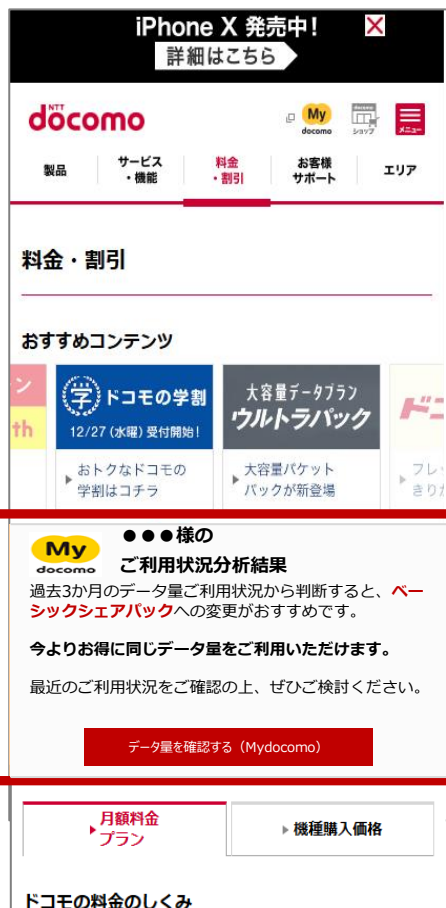 iPhone X 発売中！
詳細はこちら
NTT
docomo
My
docomo
docomo
ショップ
メニュー
製品
サービス
・機能
料金
・割引
お客様
サポート
エリア
料金・割引
おすすめコンテンツ
ン
th
学 ドコモの学割
12/27 (水曜) 受付開始！
おトクなドコモの
学割はコチラ
大容量データプラン
ウルトラパック
大容量パケット
パックが新登場
ドニ
フレ
きりか
My
docomo
●●●様の
ご利用状況分析結果
過去3か月のデータ量ご利用状況から判断すると、ベー
シックシェアパックへの変更がおすすめです。
今よりお得に同じデータ量をご利用いただけます。
最近のご利用状況をご確認の上、ぜひご検討ください。
データ量を確認する（Mydocomo）
月額料金
プラン
機種購入価格
ドコモの料金のしくみ